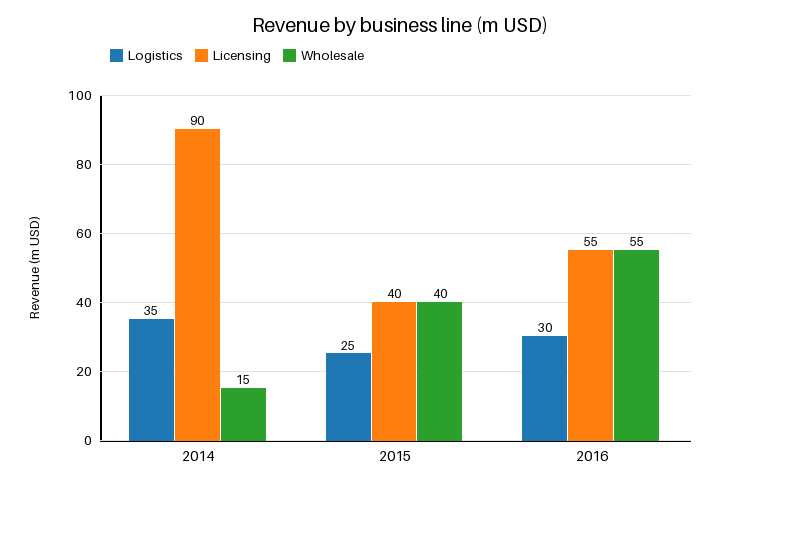 Revenue by business line (m USD)
Logistics Licensing Wholesale
Revenue (m USD)
100
80
60
40
20
0
35 90 15
25 40 40
30 55 55
2014 2015 2016